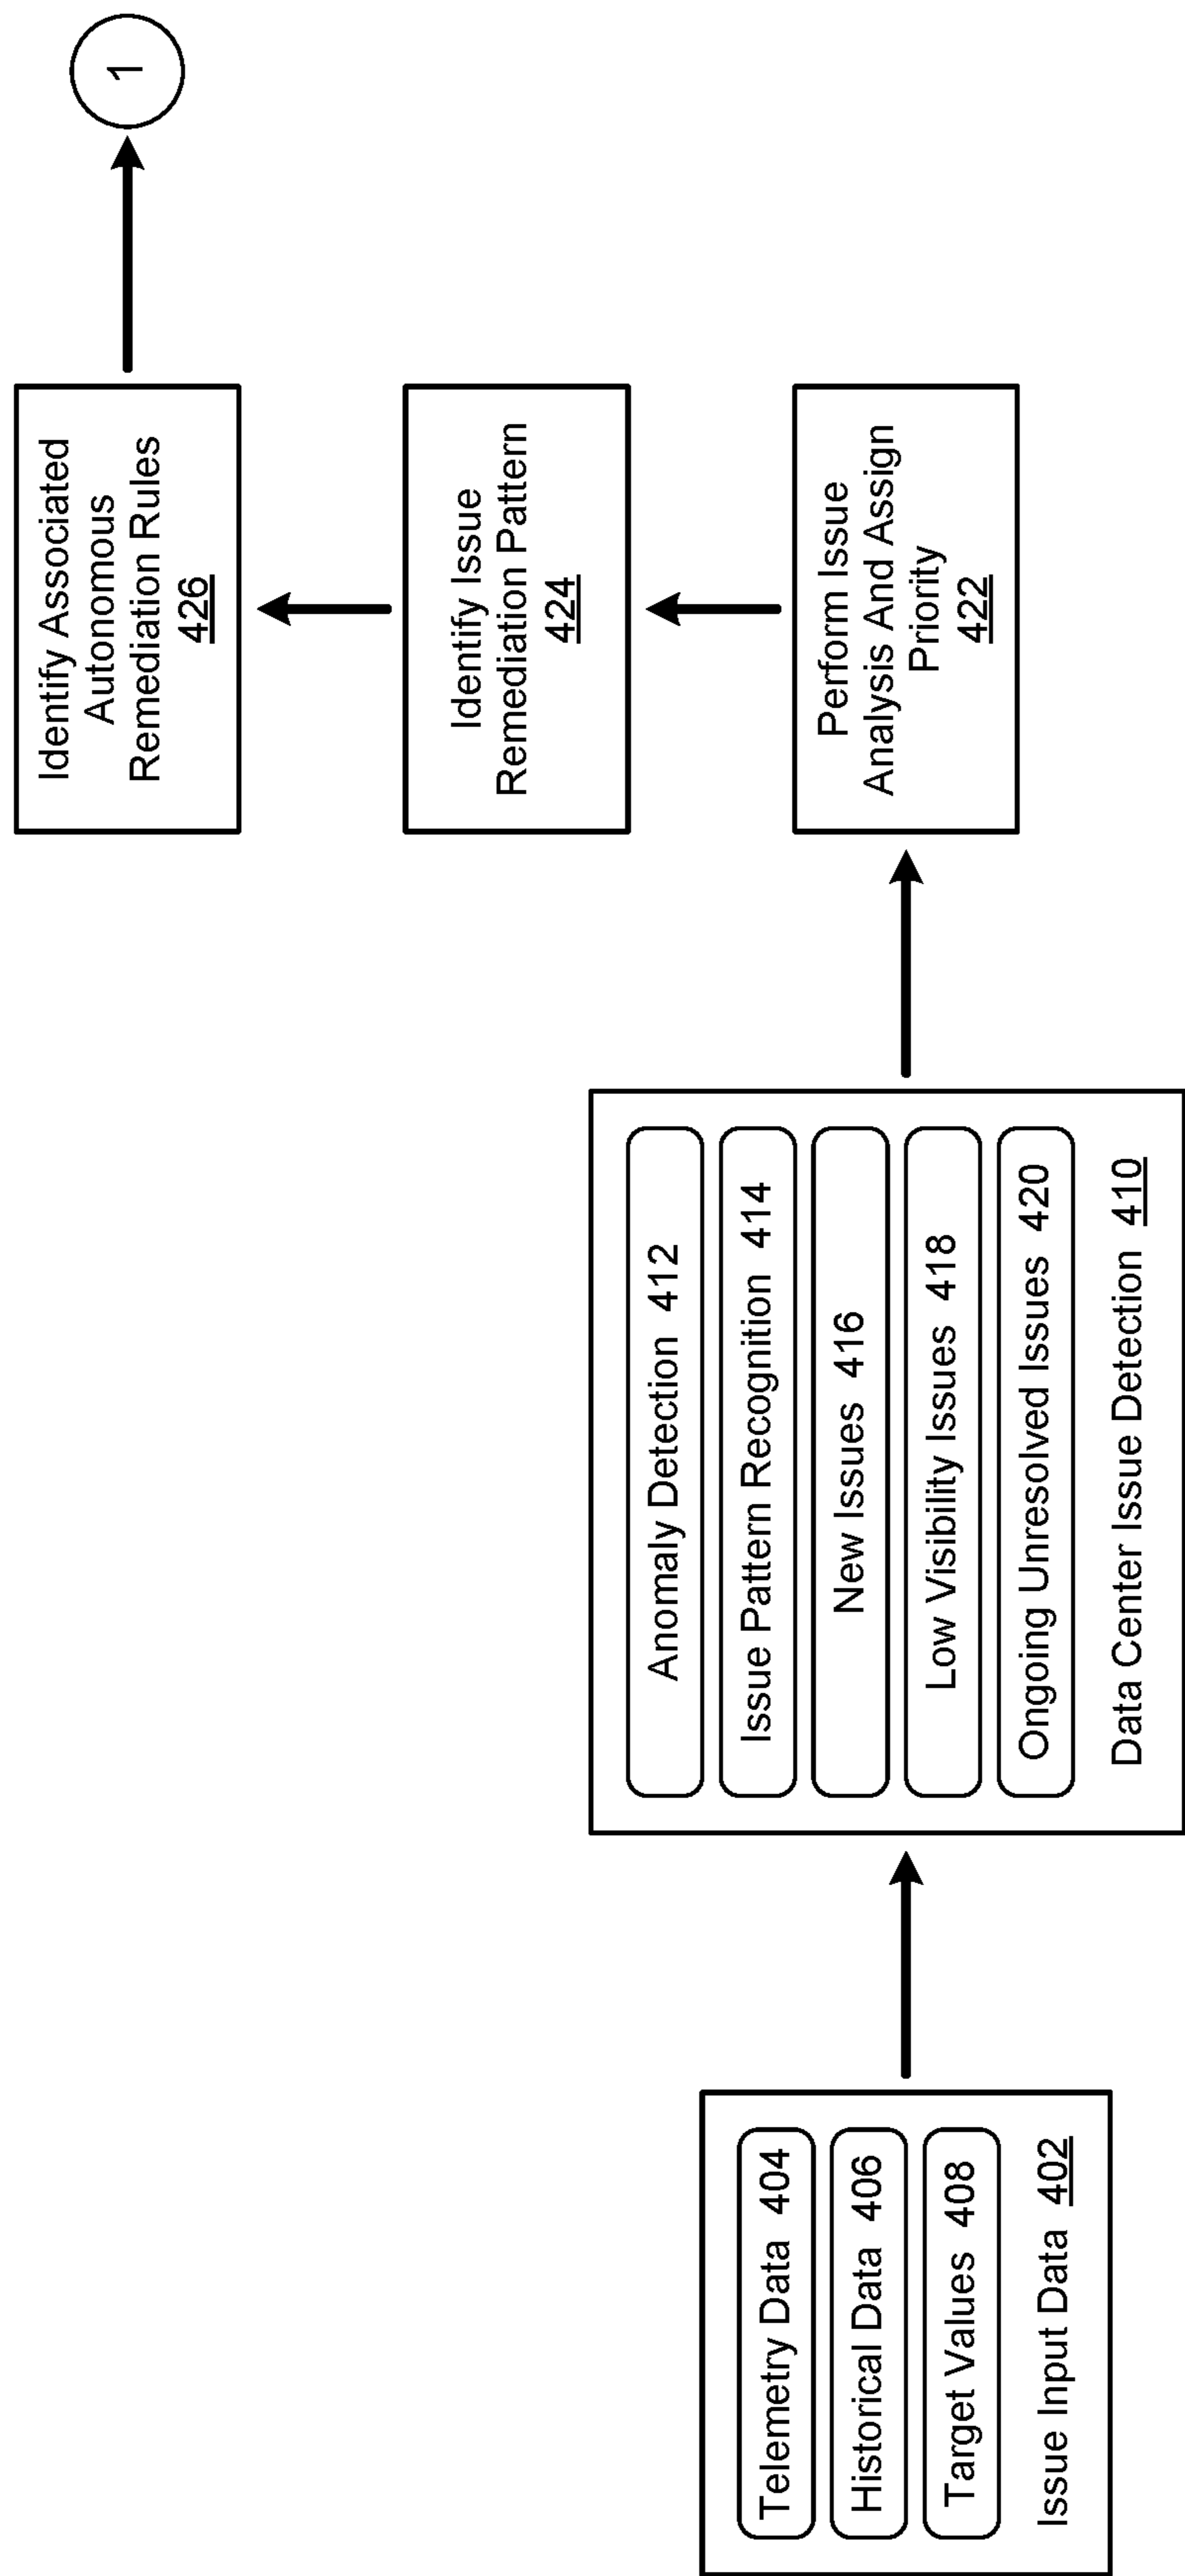 Telemetry Data 404
Historical Data 406
Target Values 408
Issue Input Data 402
Anomaly Detection 412
Issue Pattern Recognition 414
New Issues 416
Low Visibility Issues 418
Ongoing Unresolved Issues 420
Data Center Issue Detection 410
Perform Issue
Analysis And Assign
Priority
422
Identify Issue
Remediation Pattern
424
Identify Associated
Autonomous
Remediation Rules
426
1